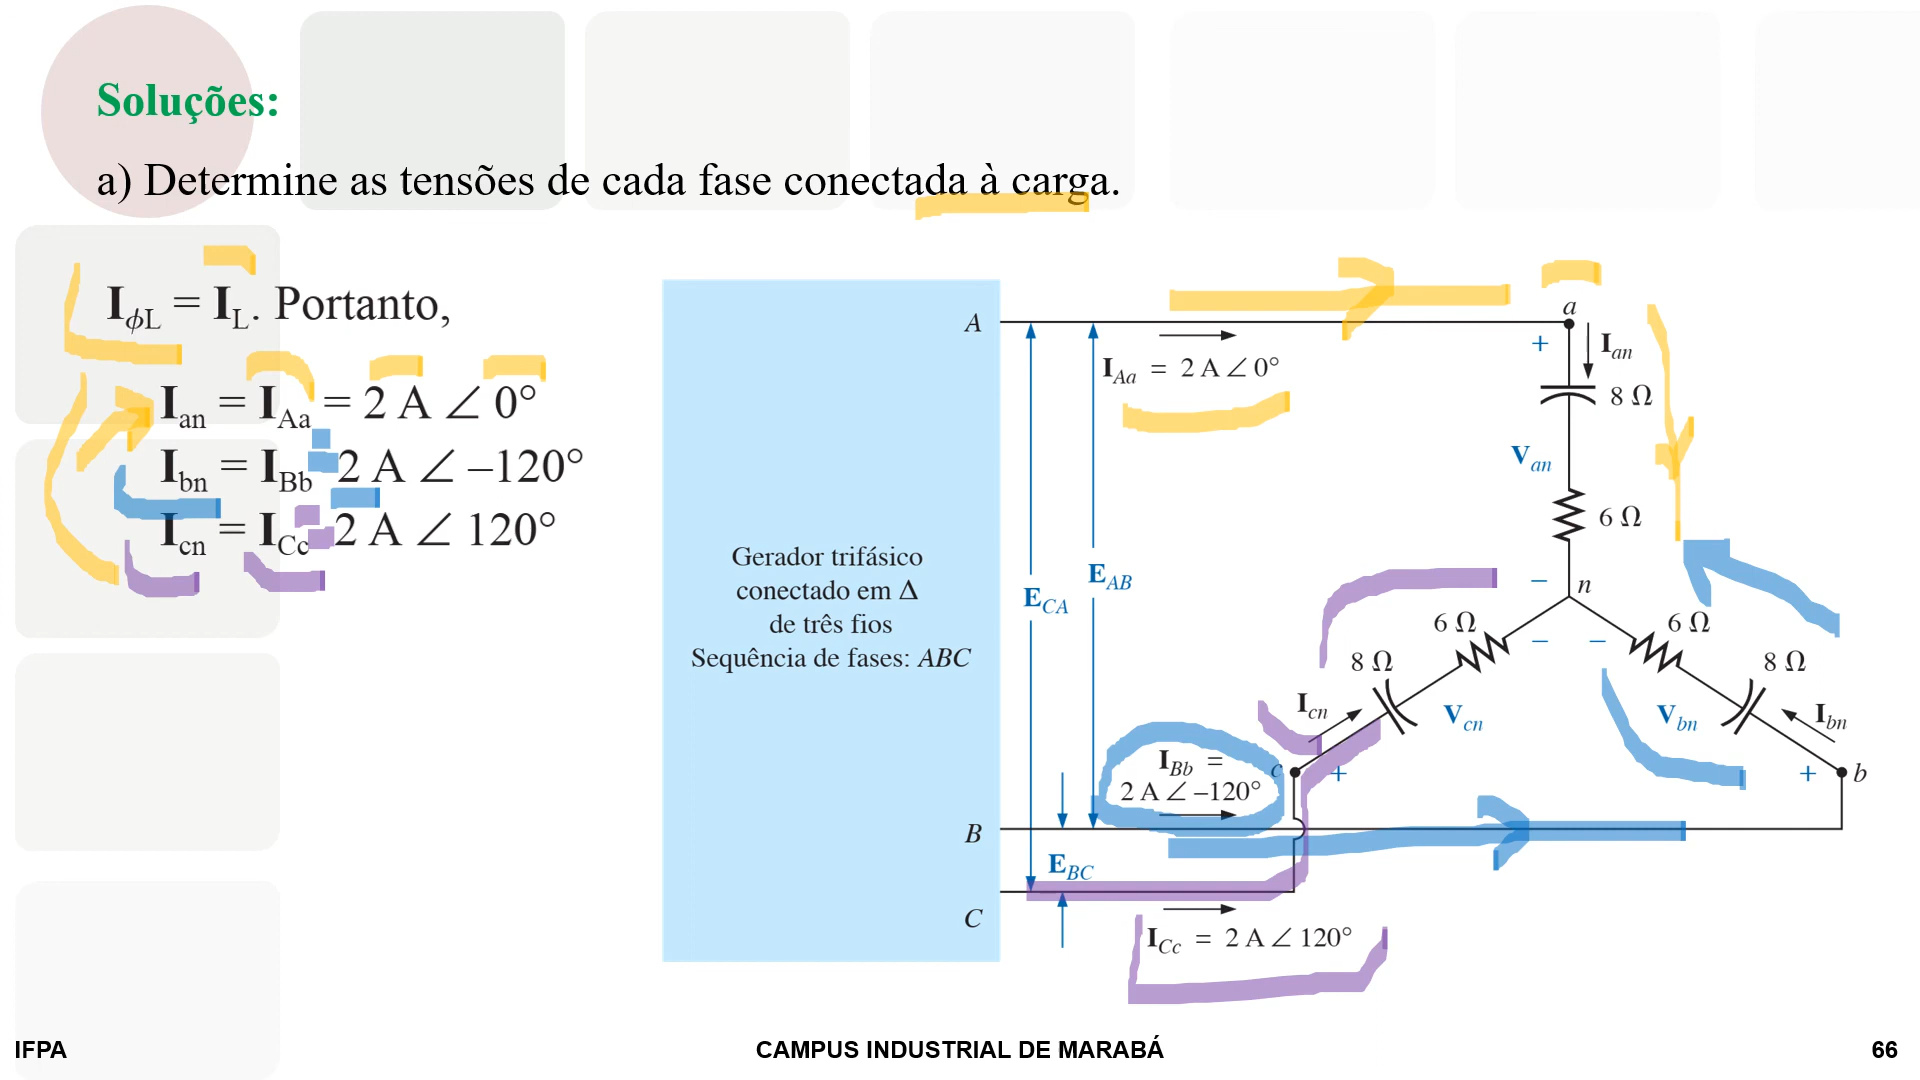 Soluções:
a) Determine as tensões de cada fase conectada à carga.
IϕL = IL. Portanto,
Ian = IAa = 2 A ∠ 0°
Ibn = IBb 2 A ∠ –120°
Icn = ICc 2 A ∠ 120°
Gerador trifásico
conectado em Δ
de três fios
Sequência de fases: ABC
A
B
C
ECA
EAB
EBC
IAa = 2 A ∠ 0°
IBb =
2 A ∠ –120°
ICc = 2 A ∠ 120°
a
+
Ian
8 Ω
Van
6 Ω
–
n
6 Ω
–
–
6 Ω
8 Ω
8 Ω
Icn
Vcn
Vbn
Ibn
c
+
+
b
IFPA
CAMPUS INDUSTRIAL DE MARABÁ
66